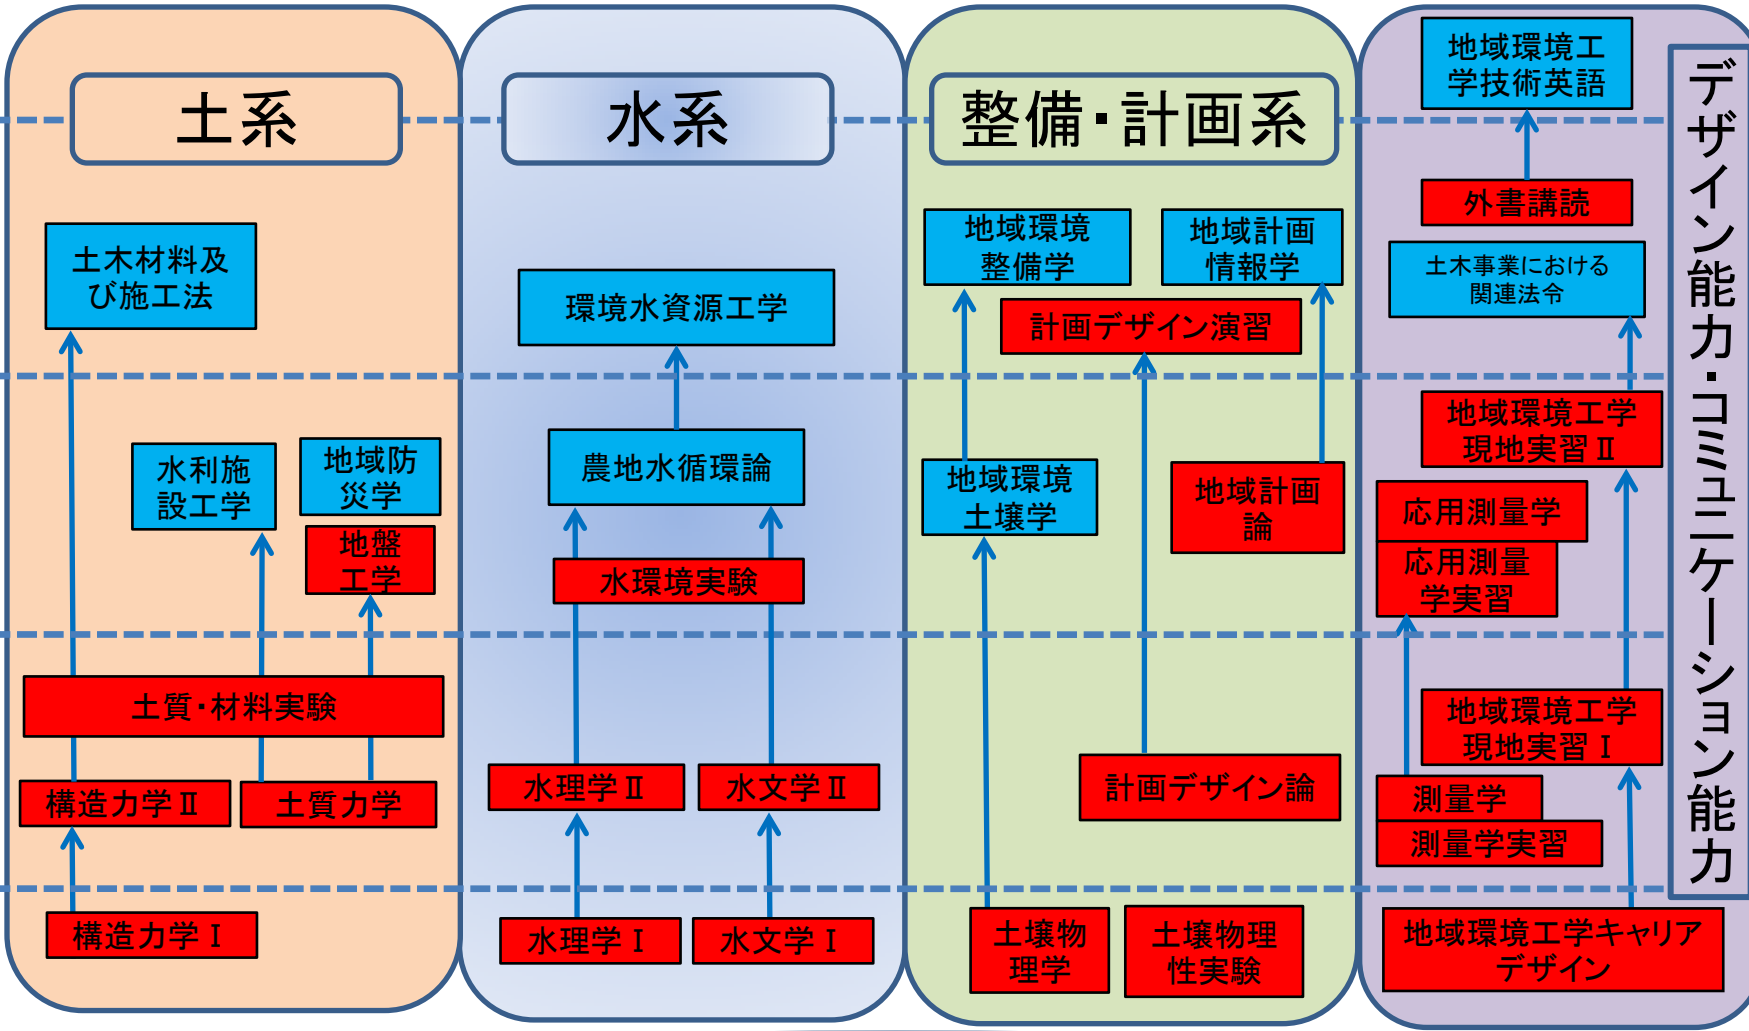 土系
土木材料及
び施工法
水利施
設工学
地域防
災学
地盤
工学
土質・材料実験
構造力学Ⅱ
土質力学
構造力学Ⅰ
水系
環境水資源工学
農地水循環論
水環境実験
水理学Ⅱ
水文学Ⅱ
水理学Ⅰ
水文学Ⅰ
整備・計画系
地域環境
整備学
地域計画
情報学
計画デザイン演習
地域環境
土壌学
地域計画
論
計画デザイン論
土壌物
理学
土壌物理
性実験
デザイン能力・コミュニケーション能力
地域環境工
学技術英語
外書講読
土木事業における
関連法令
地域環境工学
現地実習Ⅱ
応用測量学
応用測量
学実習
地域環境工学
現地実習Ⅰ
測量学
測量学実習
地域環境工学キャリア
デザイン